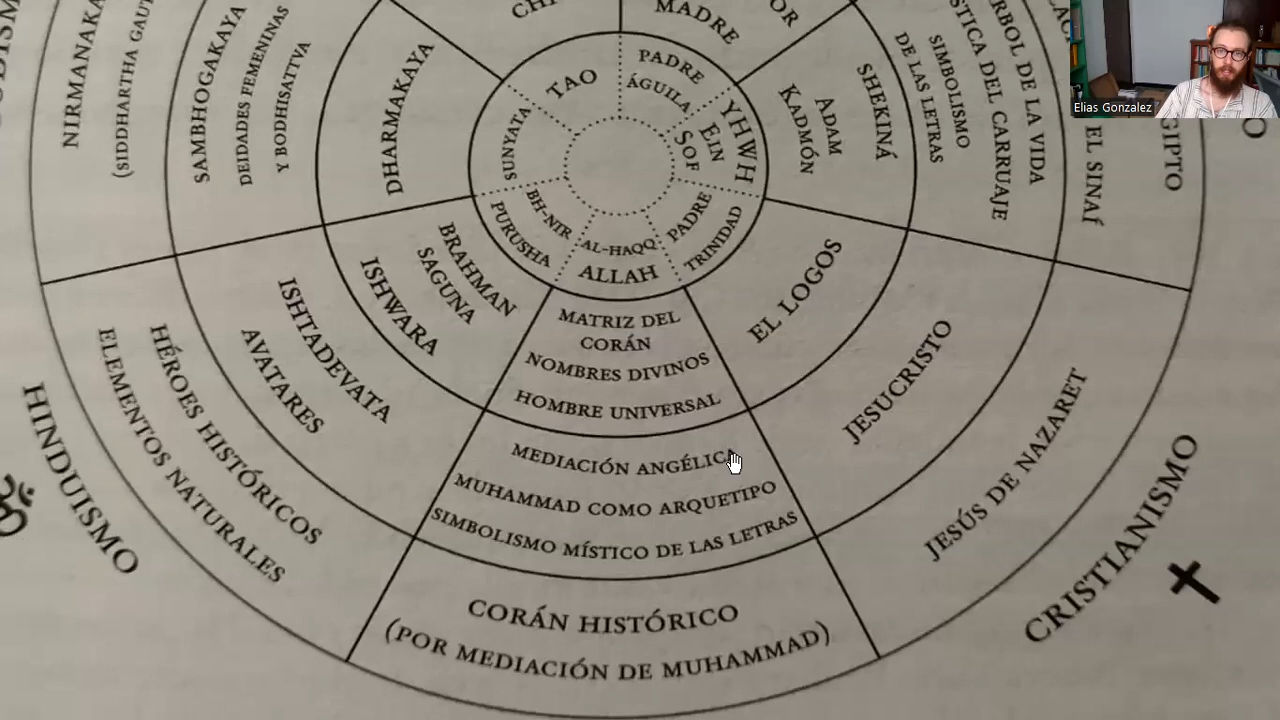 TAO
PADRE
ÁGUILA
YHWH
EIN
SOF
PADRE
TRINIDAD
AL-HAQQ
ALLAH
BH-NIR
PURUSHA
SUNYATA
MADRE
DHARMAKAYA
SAMBHOGAKAYA
DEIDADES FEMENINAS
Y BODHISATTVA
NIRMANAKA
(SIDDHARTHA GAUT
BRAHMAN
SAGUNA
ISHWARA
ISHTADEVATA
AVATARES
HÉROES HISTÓRICOS
ELEMENTOS NATURALES
HINDUISMO
ॐ
MATRIZ DEL
CORÁN
NOMBRES DIVINOS
HOMBRE UNIVERSAL
MEDIACIÓN ANGÉLICA
MUHAMMAD COMO ARQUETIPO
SIMBOLISMO MÍSTICO DE LAS LETRAS
CORÁN HISTÓRICO
(POR MEDIACIÓN DE MUHAMMAD)
EL LOGOS
JESUCRISTO
JESÚS DE NAZARET
CRISTIANISMO
ADAM
KADMÓN
SHEKINÁ
SIMBOLISMO
DE LAS LETRAS
STICA DEL CARRUAJE
RBOL DE LA VIDA
EL SINAÍ
GIPTO
Elias Gonzalez